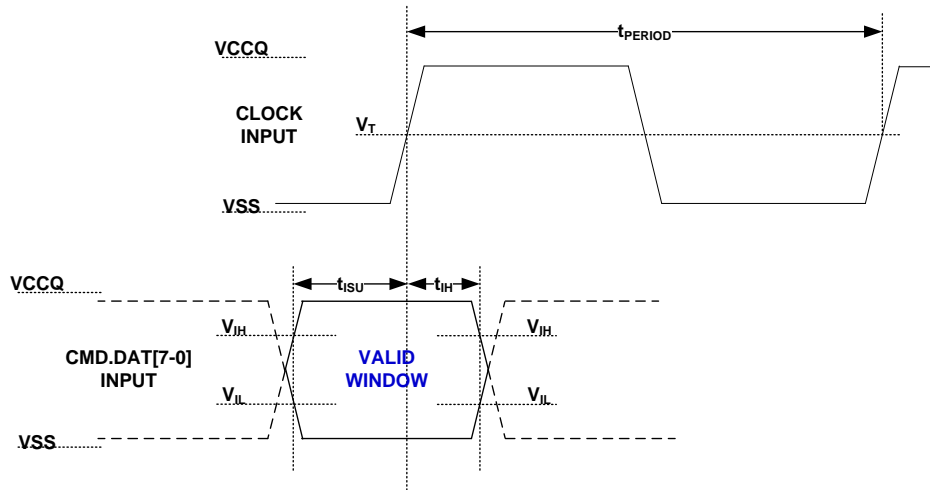 tPERIOD
VCCQ
CLOCK
INPUT
VT
VSS
VCCQ
tISU
tIH
VIH
VIH
CMD.DAT[7-0]
INPUT
VALID
WINDOW
VIL
VIL
VSS